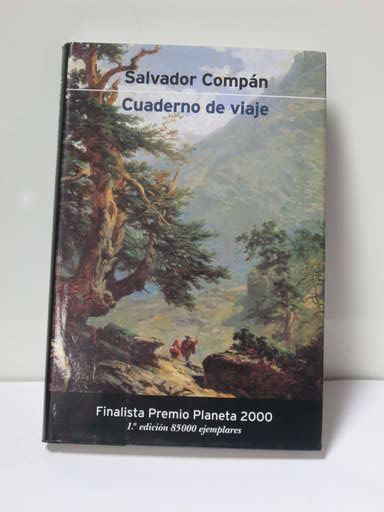 Salvador Compán
Cuaderno de viaje
Finalista Premio Planeta 2000
1.ª edición 85000 ejemplares